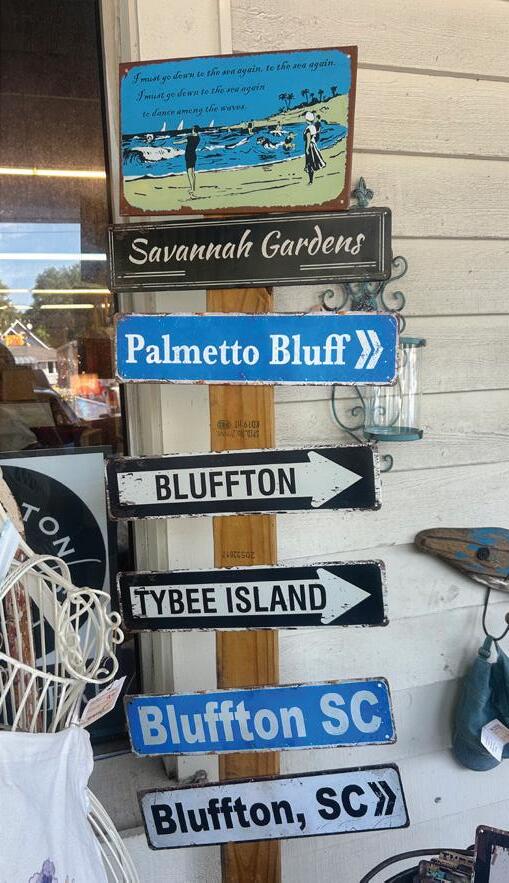 I must go down to the sea again, to the sea again.
I must go down to the sea again
to dance among the waves.
Savannah Gardens
Palmetto Bluff
BLUFFTON
TYBEE ISLAND
Bluffton SC
Bluffton, SC
TON